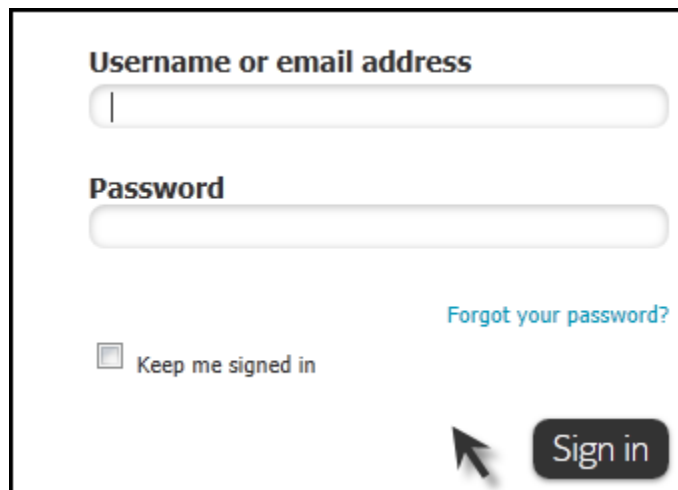 Username or email address
Password
Forgot your password?
Keep me signed in
Sign in